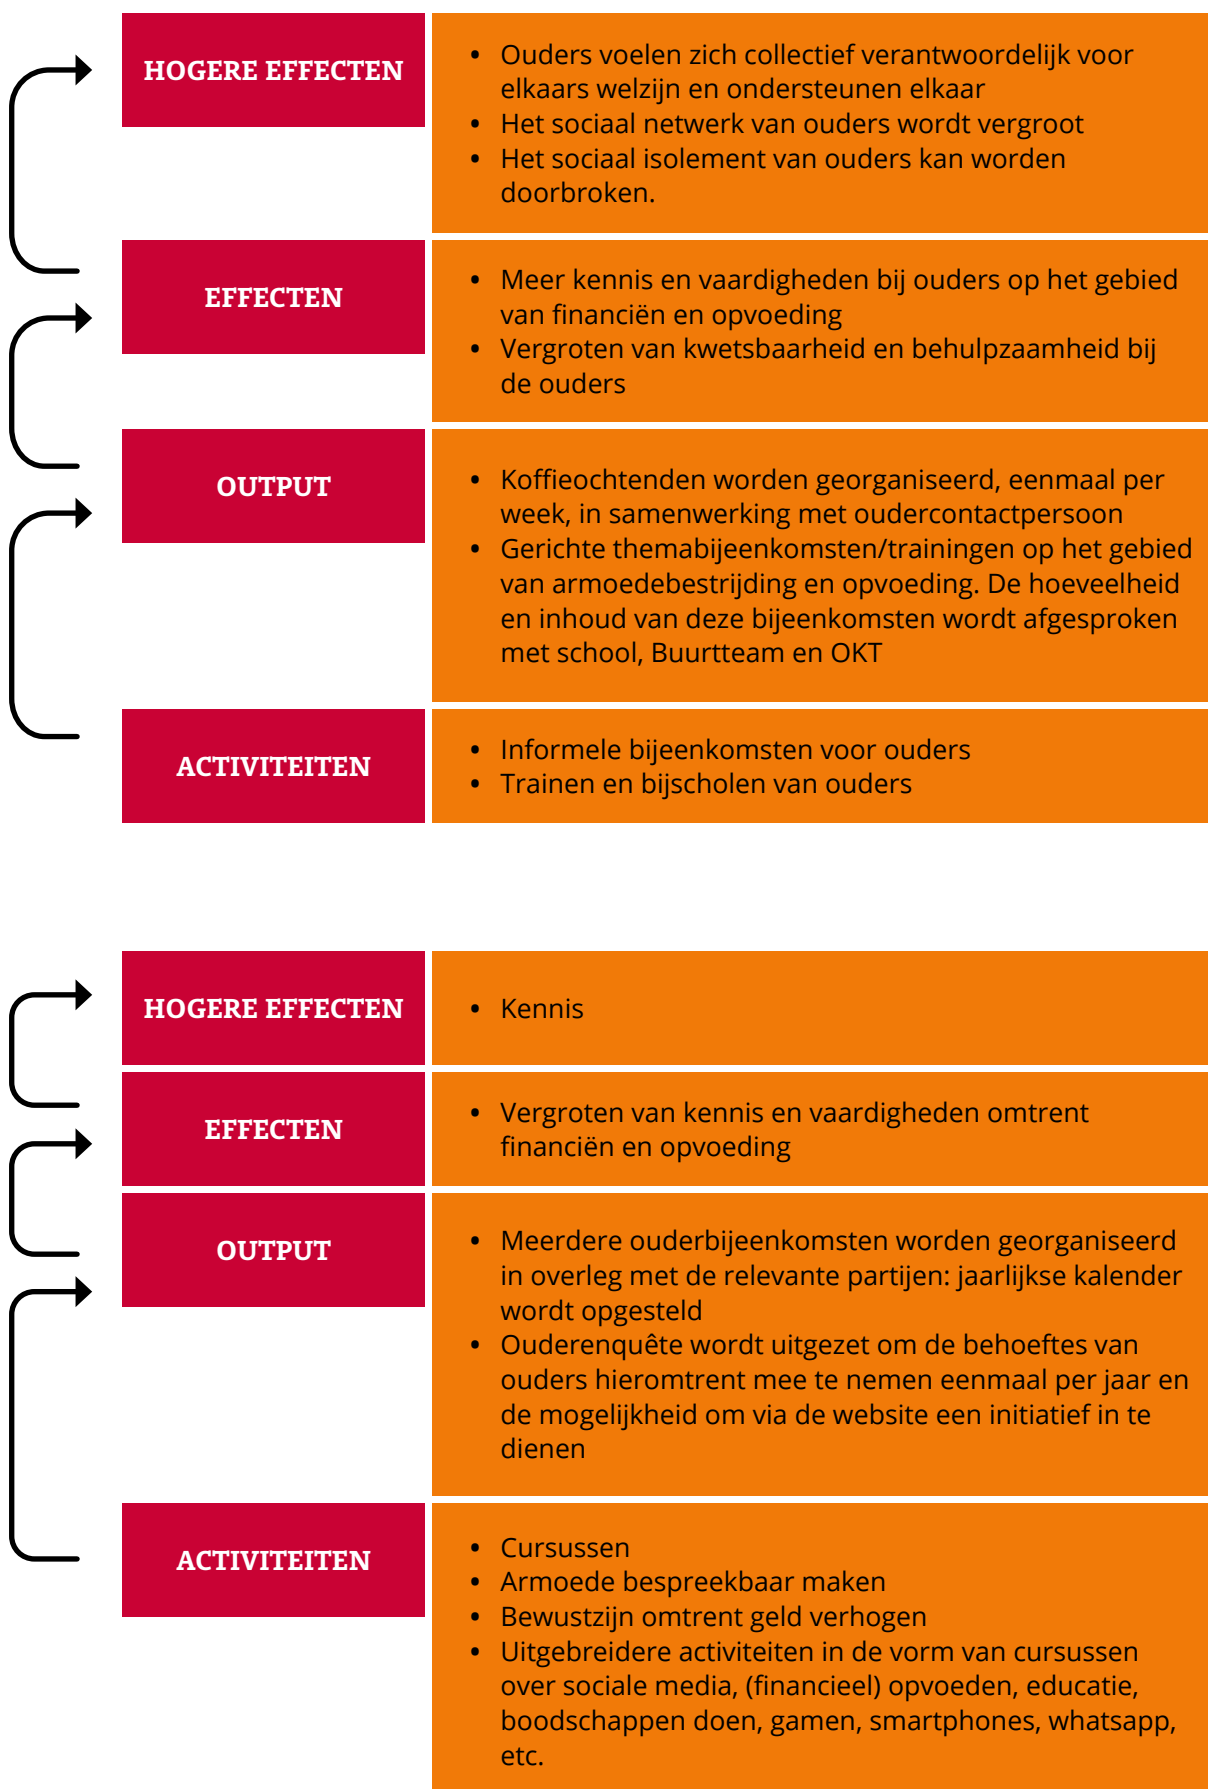 HOGERE EFFECTEN
• Ouders voelen zich collectief verantwoordelijk voor
elkaars welzijn en ondersteunen elkaar
• Het sociaal netwerk van ouders wordt vergroot
• Het sociaal isolement van ouders kan worden
doorbroken.
EFFECTEN
• Meer kennis en vaardigheden bij ouders op het gebied
van financiën en opvoeding
• Vergroten van kwetsbaarheid en behulpzaamheid bij
de ouders
OUTPUT
• Koffieochtenden worden georganiseerd, eenmaal per
week, in samenwerking met oudercontactpersoon
• Gerichte themabijeenkomsten/trainingen op het gebied
van armoedebestrijding en opvoeding. De hoeveelheid
en inhoud van deze bijeenkomsten wordt afgesproken
met school, Buurtteam en OKT
ACTIVITEITEN
• Informele bijeenkomsten voor ouders
• Trainen en bijscholen van ouders
HOGERE EFFECTEN
• Kennis
EFFECTEN
• Vergroten van kennis en vaardigheden omtrent
financiën en opvoeding
OUTPUT
• Meerdere ouderbijeenkomsten worden georganiseerd
in overleg met de relevante partijen: jaarlijkse kalender
wordt opgesteld
• Ouderenquête wordt uitgezet om de behoeftes van
ouders hieromtrent mee te nemen eenmaal per jaar en
de mogelijkheid om via de website een initiatief in te
dienen
ACTIVITEITEN
• Cursussen
• Armoede bespreekbaar maken
• Bewustzijn omtrent geld verhogen
• Uitgebreidere activiteiten in de vorm van cursussen
over sociale media, (financieel) opvoeden, educatie,
boodschappen doen, gamen, smartphones, whatsapp,
etc.